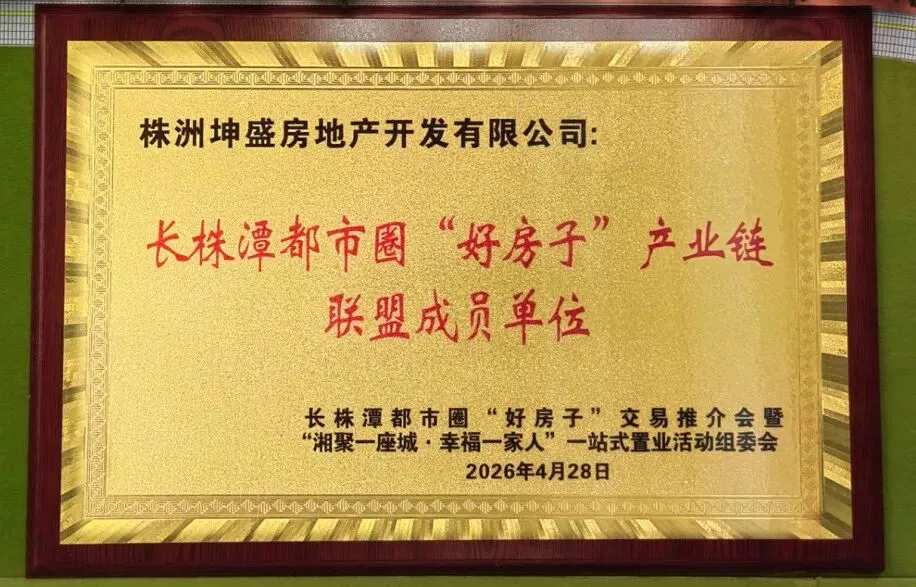 株洲坤盛房地产开发有限公司:
长株潭都市圈“好房子”产业链
联盟成员单位
长株潭都市圈“好房子”交易推介会暨
“湘聚一座城·幸福一家人”一站式置业活动组委会
2026年4月28日